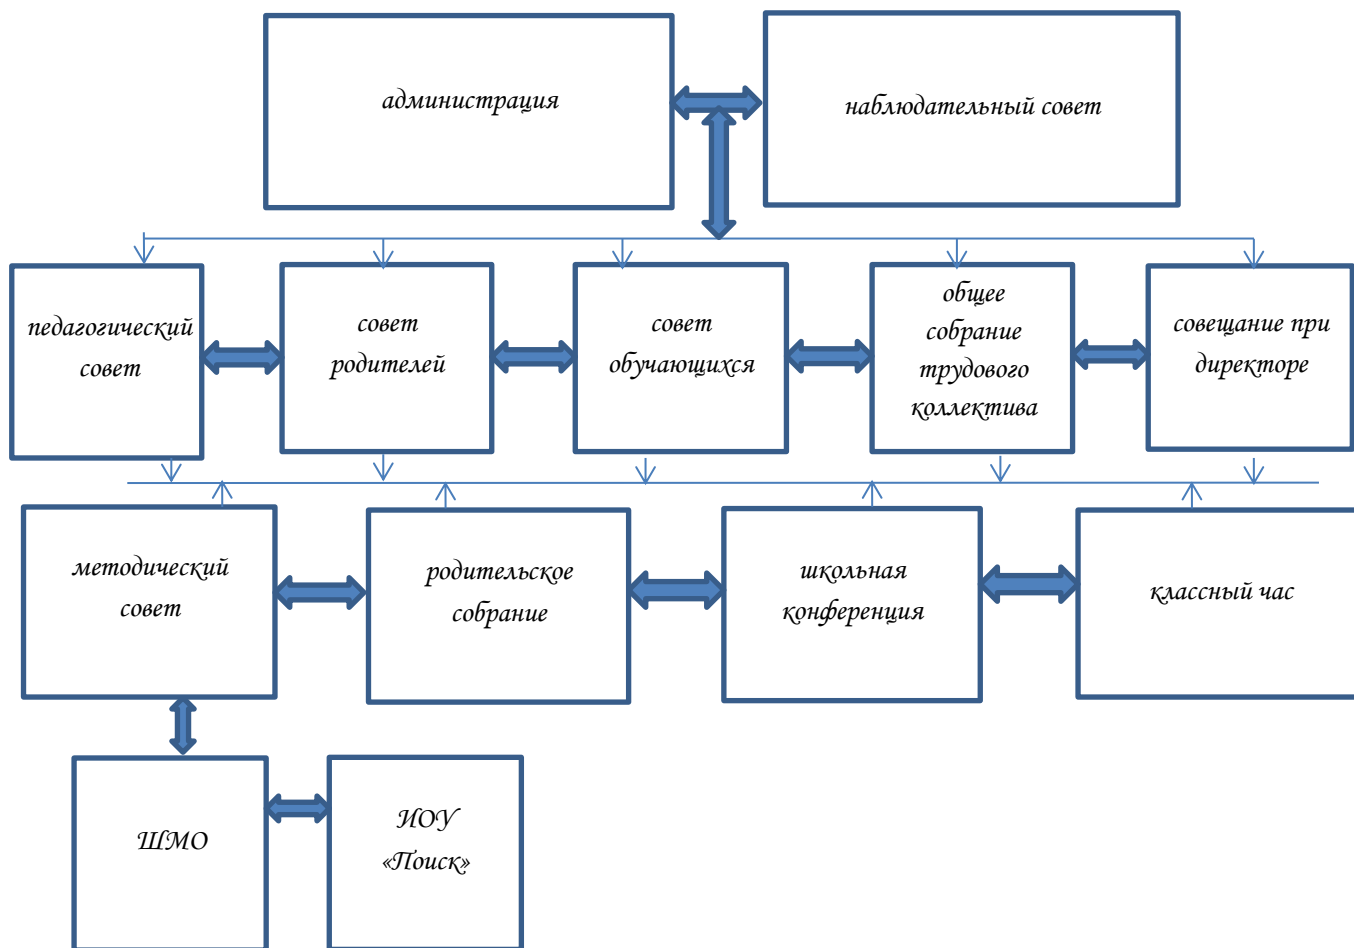 администрация
наблюдательный совет
педагогический
совет
совет
родителей
совет
обучающихся
общее
собрание
трудового
коллектива
совещание при
директоре
методический
совет
родительское
собрание
школьная
конференция
классный час
ШМО
ИОУ
«Поиск»